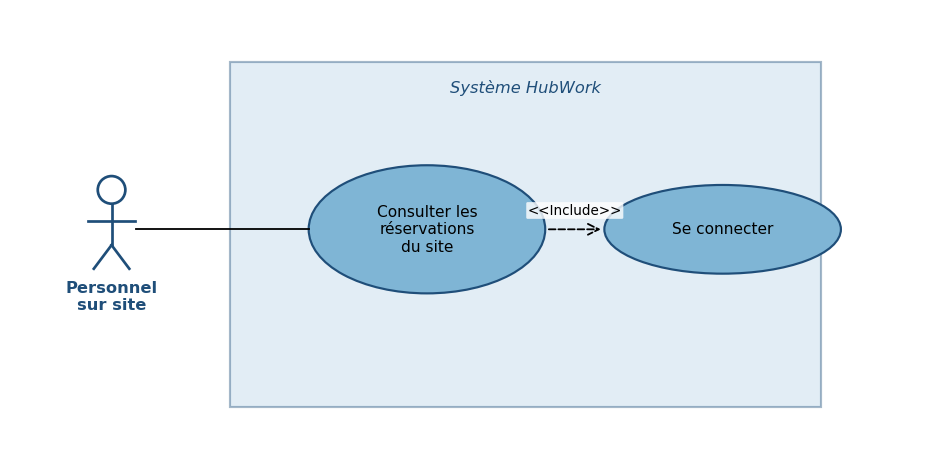 Système HubWork
Consulter les
réservations
du site
<<Include>>
Se connecter
Personnel
sur site